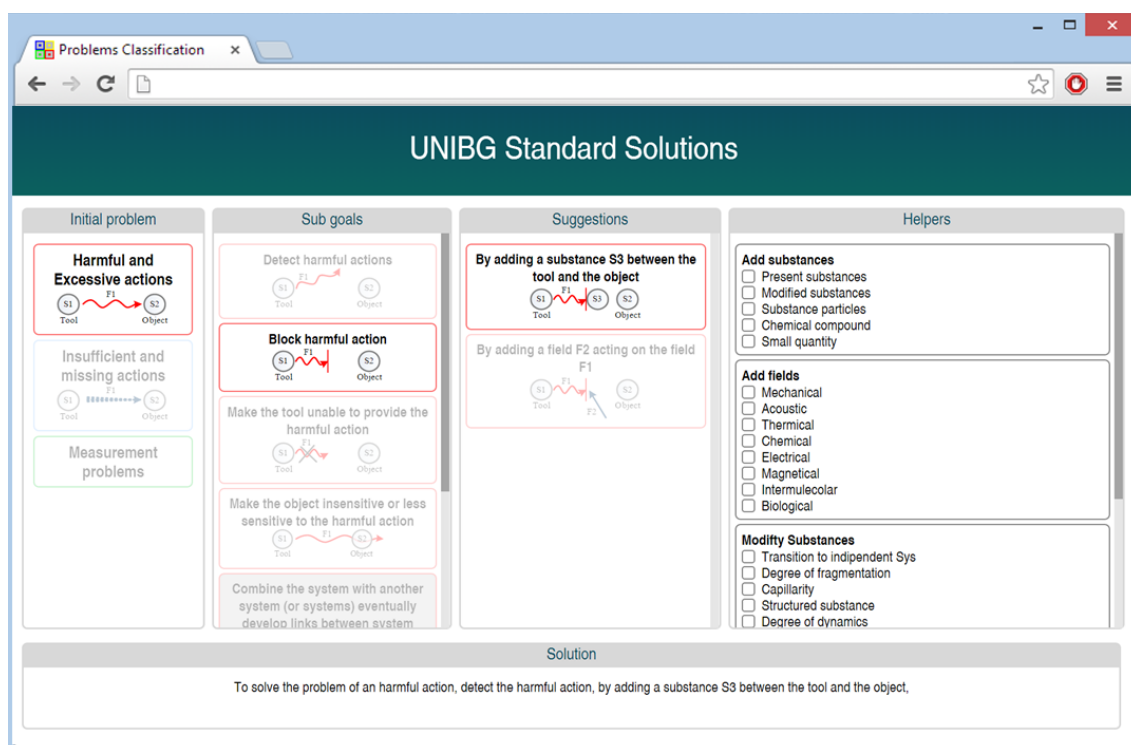 Problems Classification
UNIBG Standard Solutions
Initial problem
Harmful and
Excessive actions
F1
S1
S2
Tool
Object
Insufficient and
missing actions
F1
S1
S2
Tool
Object
Measurement
problems
Sub goals
Detect harmful actions
F1
S1
S2
Tool
Object
Block harmful action
F1
S1
S2
Tool
Object
Make the tool unable to provide the
harmful action
F1
S1
S2
Tool
Object
Make the object insensitive or less
sensitive to the harmful action
S1
F1
S2
Tool
Object
Combine the system with another
system (or systems) eventually
develop links between system
Suggestions
By adding a substance S3 between the
tool and the object
F1
S1
S3
S2
Tool
Object
By adding a field F2 acting on the field
F1
F1
S1
S2
Tool
F2
Object
Helpers
Add substances
Present substances
Modified substances
Substance particles
Chemical compound
Small quantity
Add fields
Mechanical
Acoustic
Thermical
Chemical
Electrical
Magnetical
Intermulecolar
Biological
Modifty Substances
Transition to indipendent Sys
Degree of fragmentation
Capillarity
Structured substance
Degree of dynamics
Solution
To solve the problem of an harmful action, detect the harmful action, by adding a substance S3 between the tool and the object,